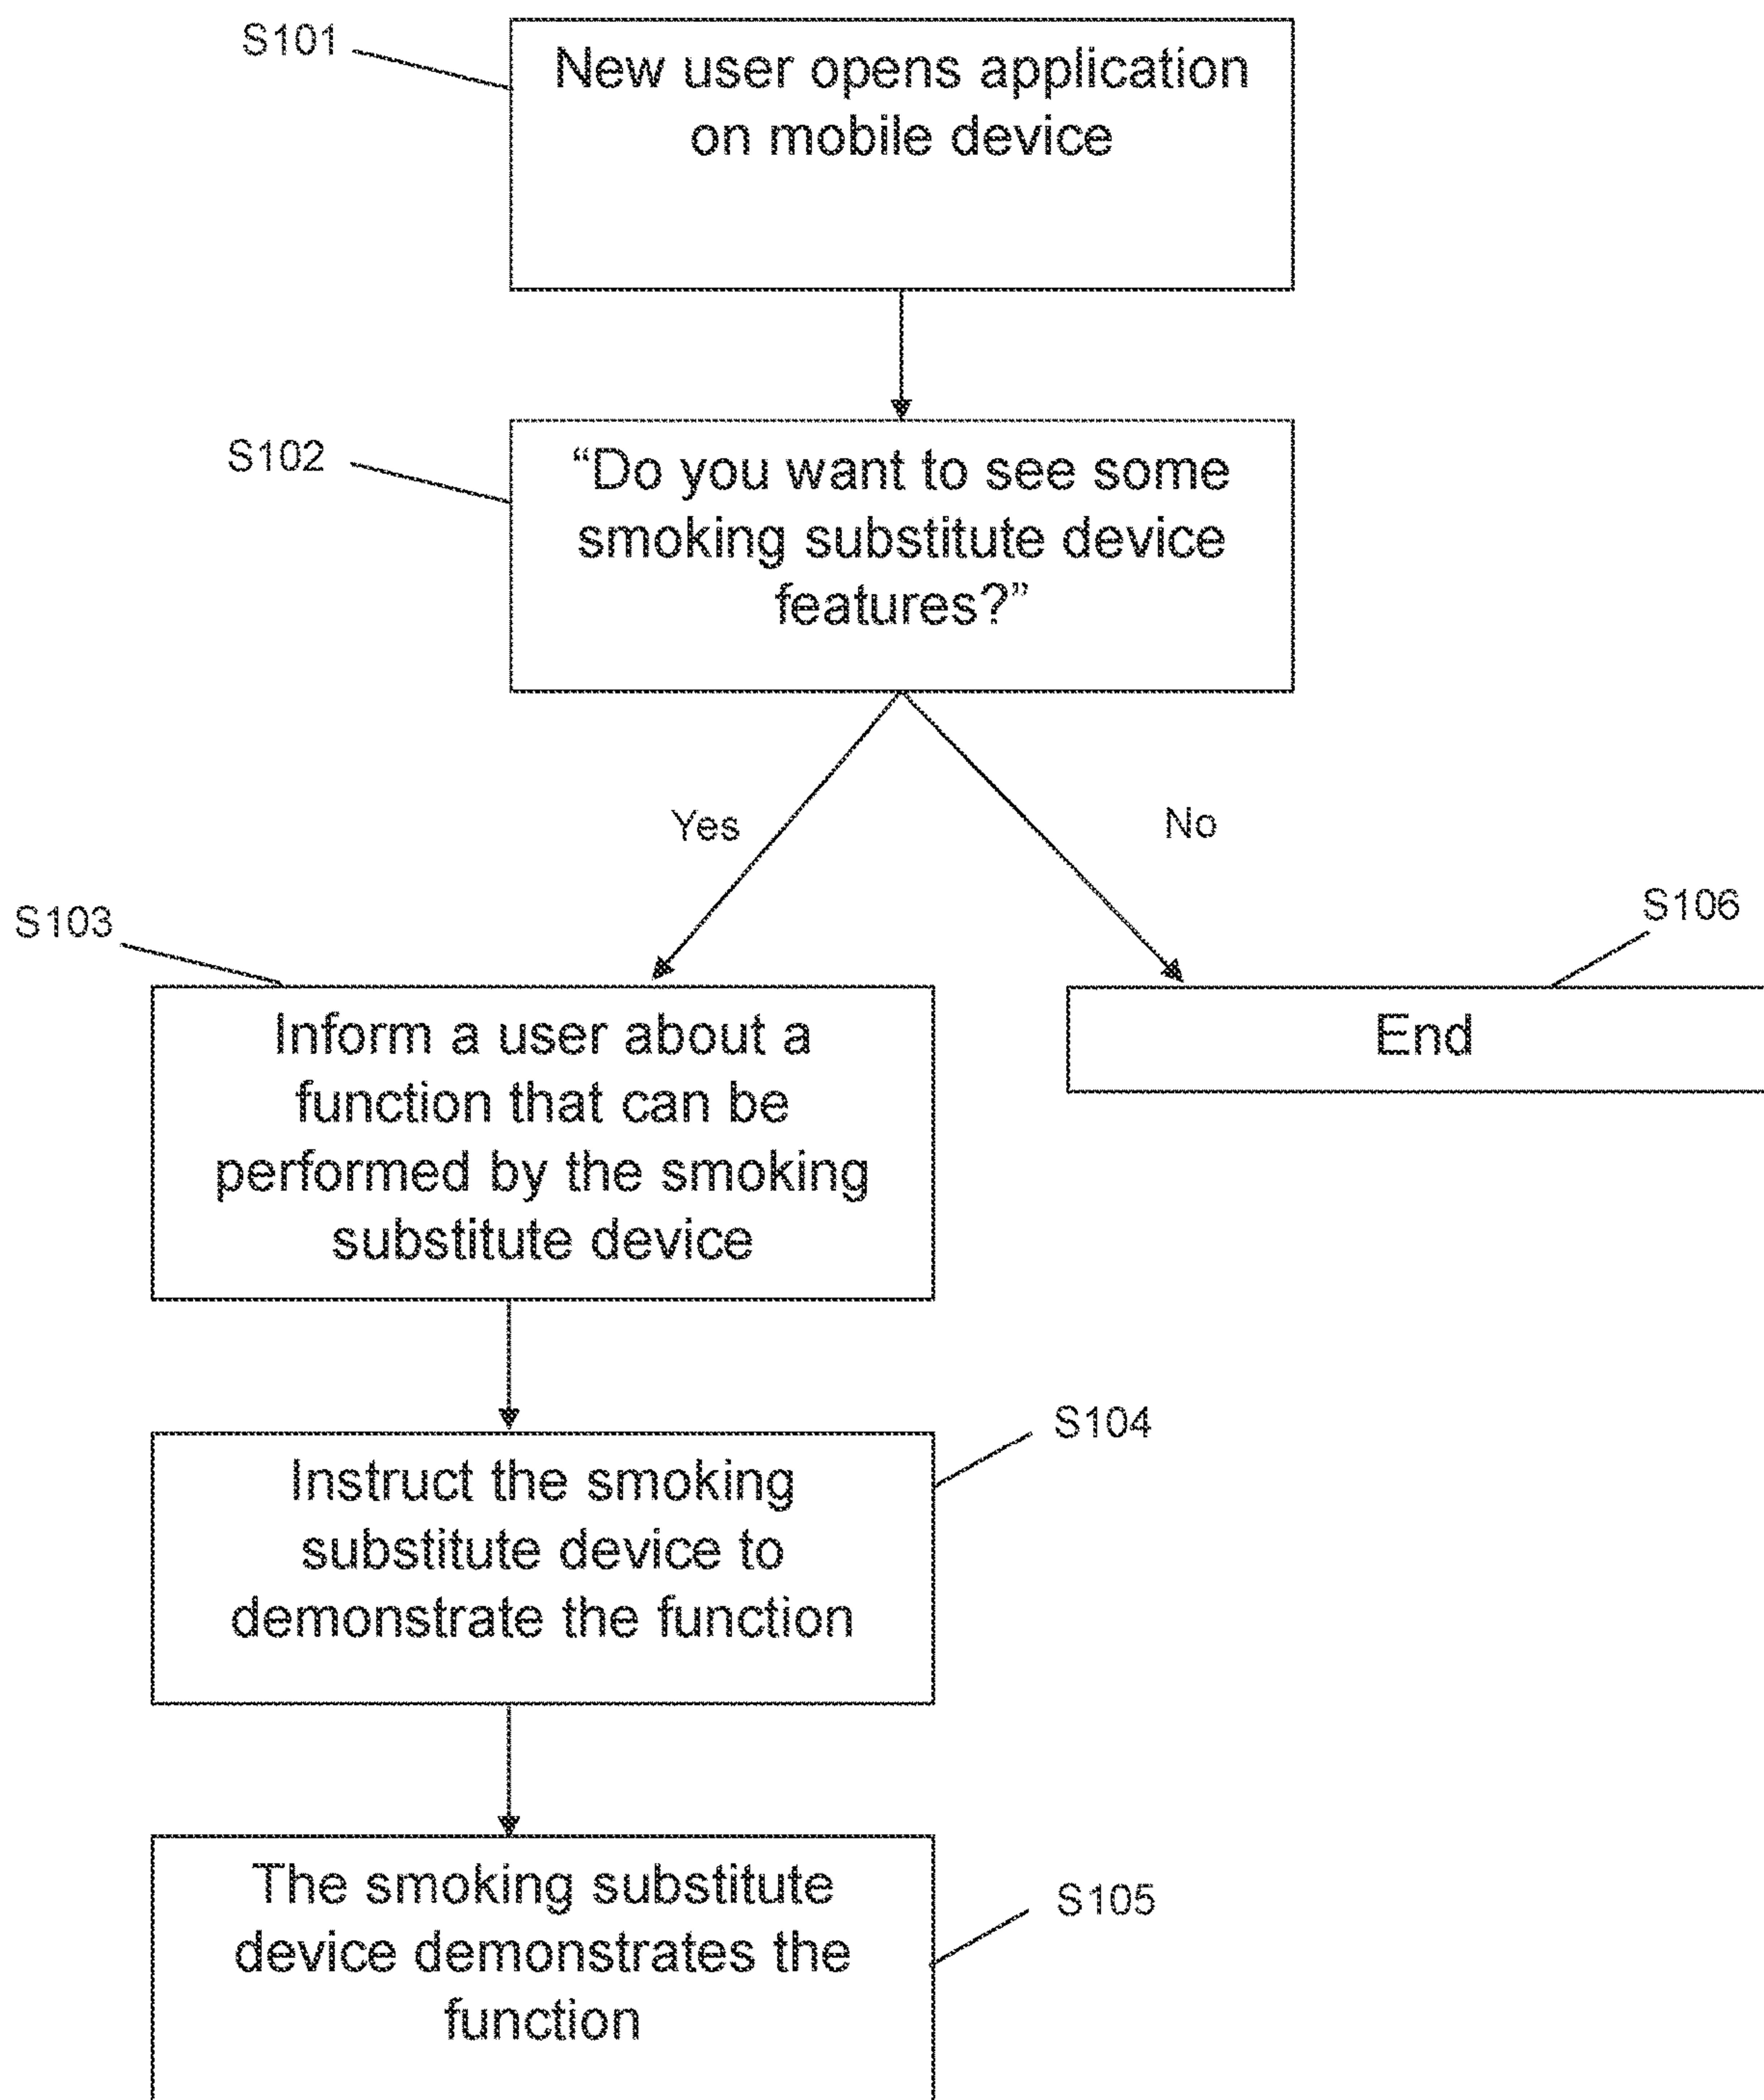 S101
New user opens application
on mobile device
S102
“Do you want to see some
smoking substitute device
features?”
Yes
No
S103
S106
Inform a user about a
function that can be
performed by the smoking
substitute device
End
S104
Instruct the smoking
substitute device to
demonstrate the function
S105
The smoking substitute
device demonstrates the
function